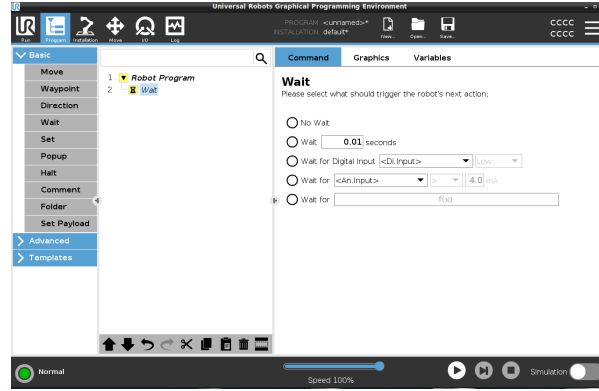 Universal Robots Graphical Programming Environment
Run
Program
Installation
Move
I/O
Log
PROGRAM <unnamed>*
INSTALLATION default*
New...
Open...
Save...
CCCC
CCCC
Basic
Move
Waypoint
Direction
Wait
Set
Popup
Halt
Comment
Folder
Set Payload
Advanced
Templates
1 Robot Program
2 Wait
Command Graphics Variables
Wait
Please select what should trigger the robot's next action:
No Wait
Wait 0.01 seconds
Wait for Digital Input <Di.Input> Low
Wait for <An.Input> > 4.0 mA
Wait for f(x)
Normal
Speed 100%
Simulation